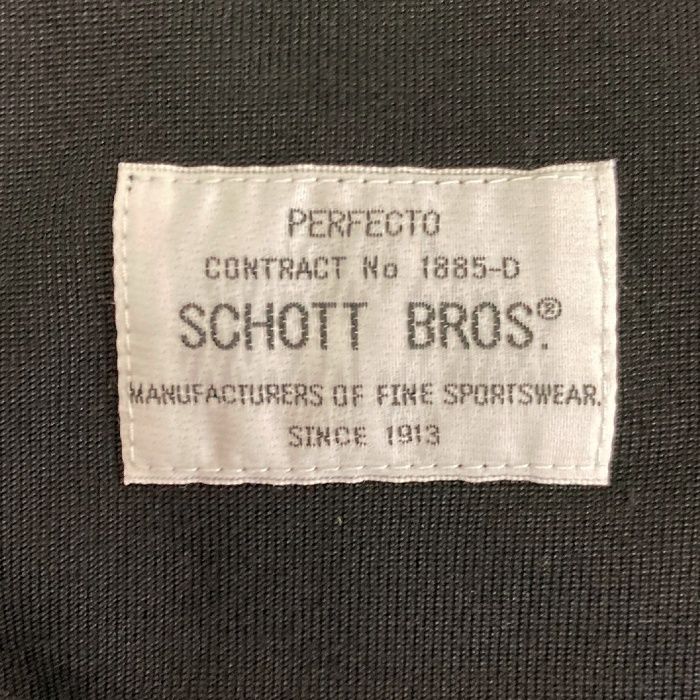 PERFECTO
CONTRACT No 1885-D
SCHOTT BROS.®
MANUFACTURERS OF FINE SPORTSWEAR.
SINCE 1913